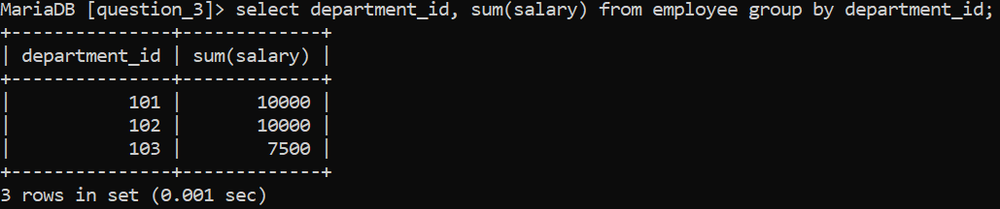 MariaDB [question_3]> select department_id, sum(salary) from employee group by department_id;
+---------------+-------------+
| department_id | sum(salary) |
+---------------+-------------+
|           101 |       10000 |
|           102 |       10000 |
|           103 |        7500 |
+---------------+-------------+
3 rows in set (0.001 sec)